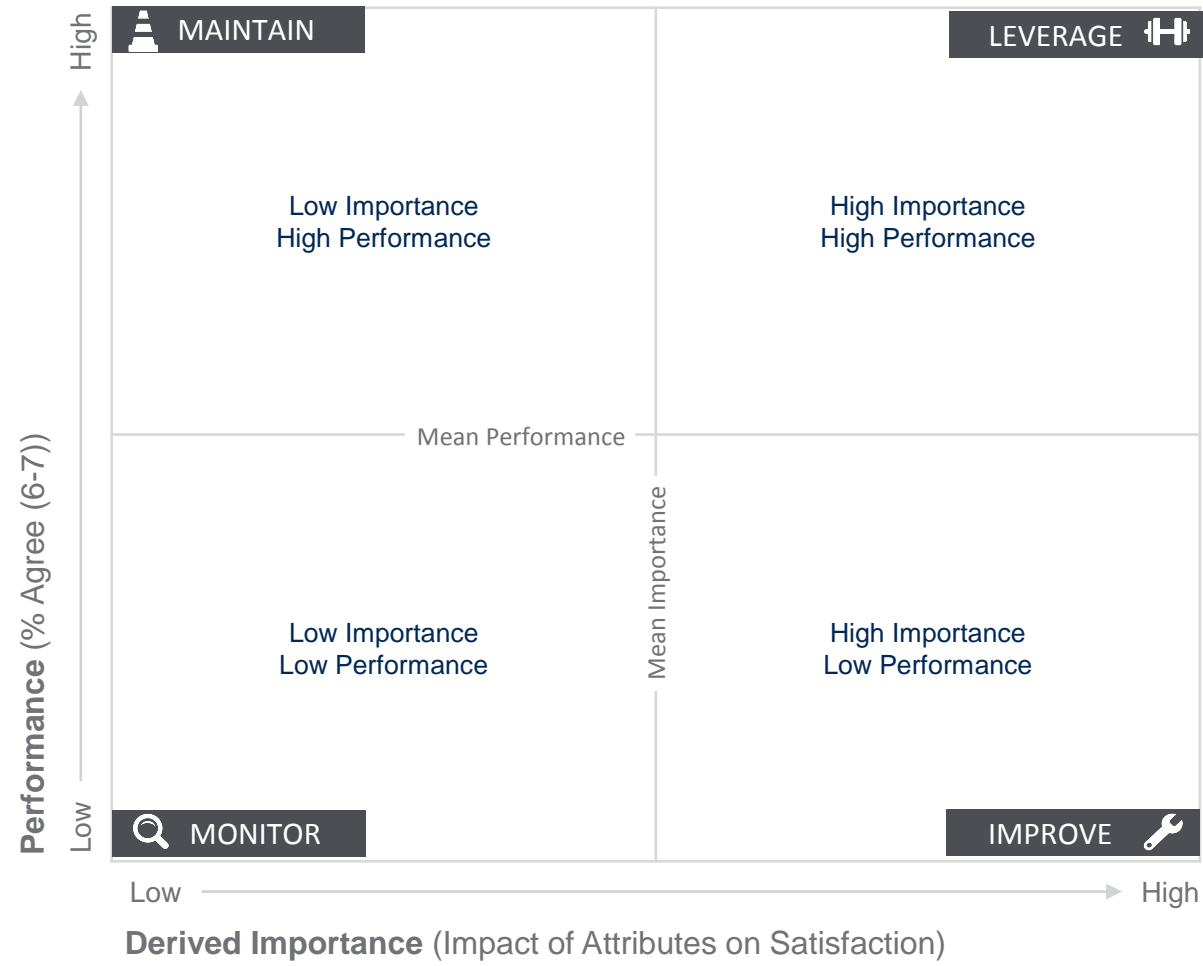 MAINTAIN
LEVERAGE
High
Low Importance
High Performance
High Importance
High Performance
Mean Performance
Mean Importance
Performance (% Agree (6-7))
Low Importance
Low Performance
High Importance
Low Performance
Low
MONITOR
IMPROVE
Low
High
Derived Importance (Impact of Attributes on Satisfaction)